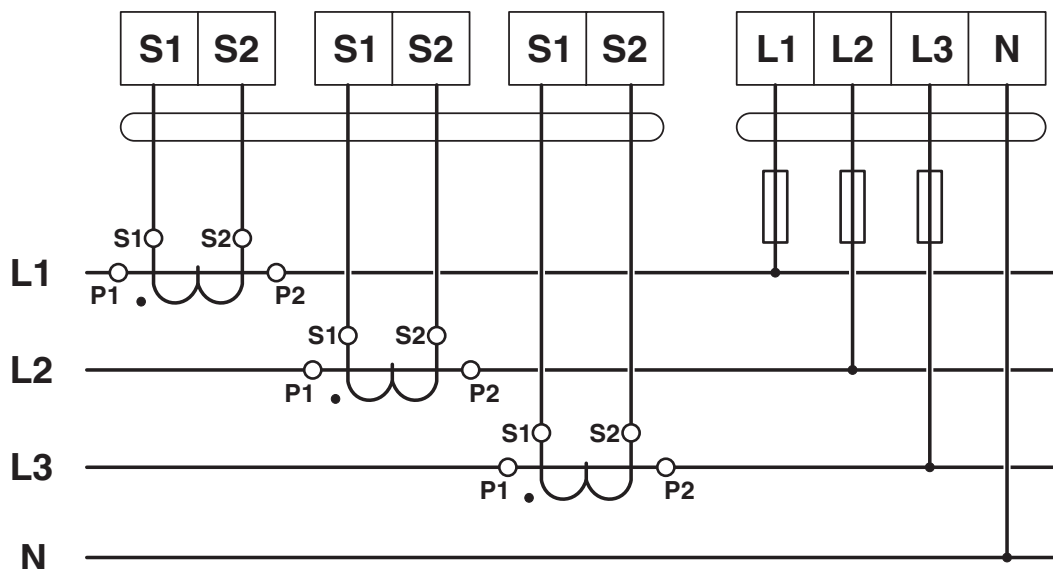 S1 S2 S1 S2 S1 S2 L1 L2 L3 N
S1 S2
L1
P1 P2
S1 S2
L2
P1 P2
S1 S2
L3
P1 P2
N